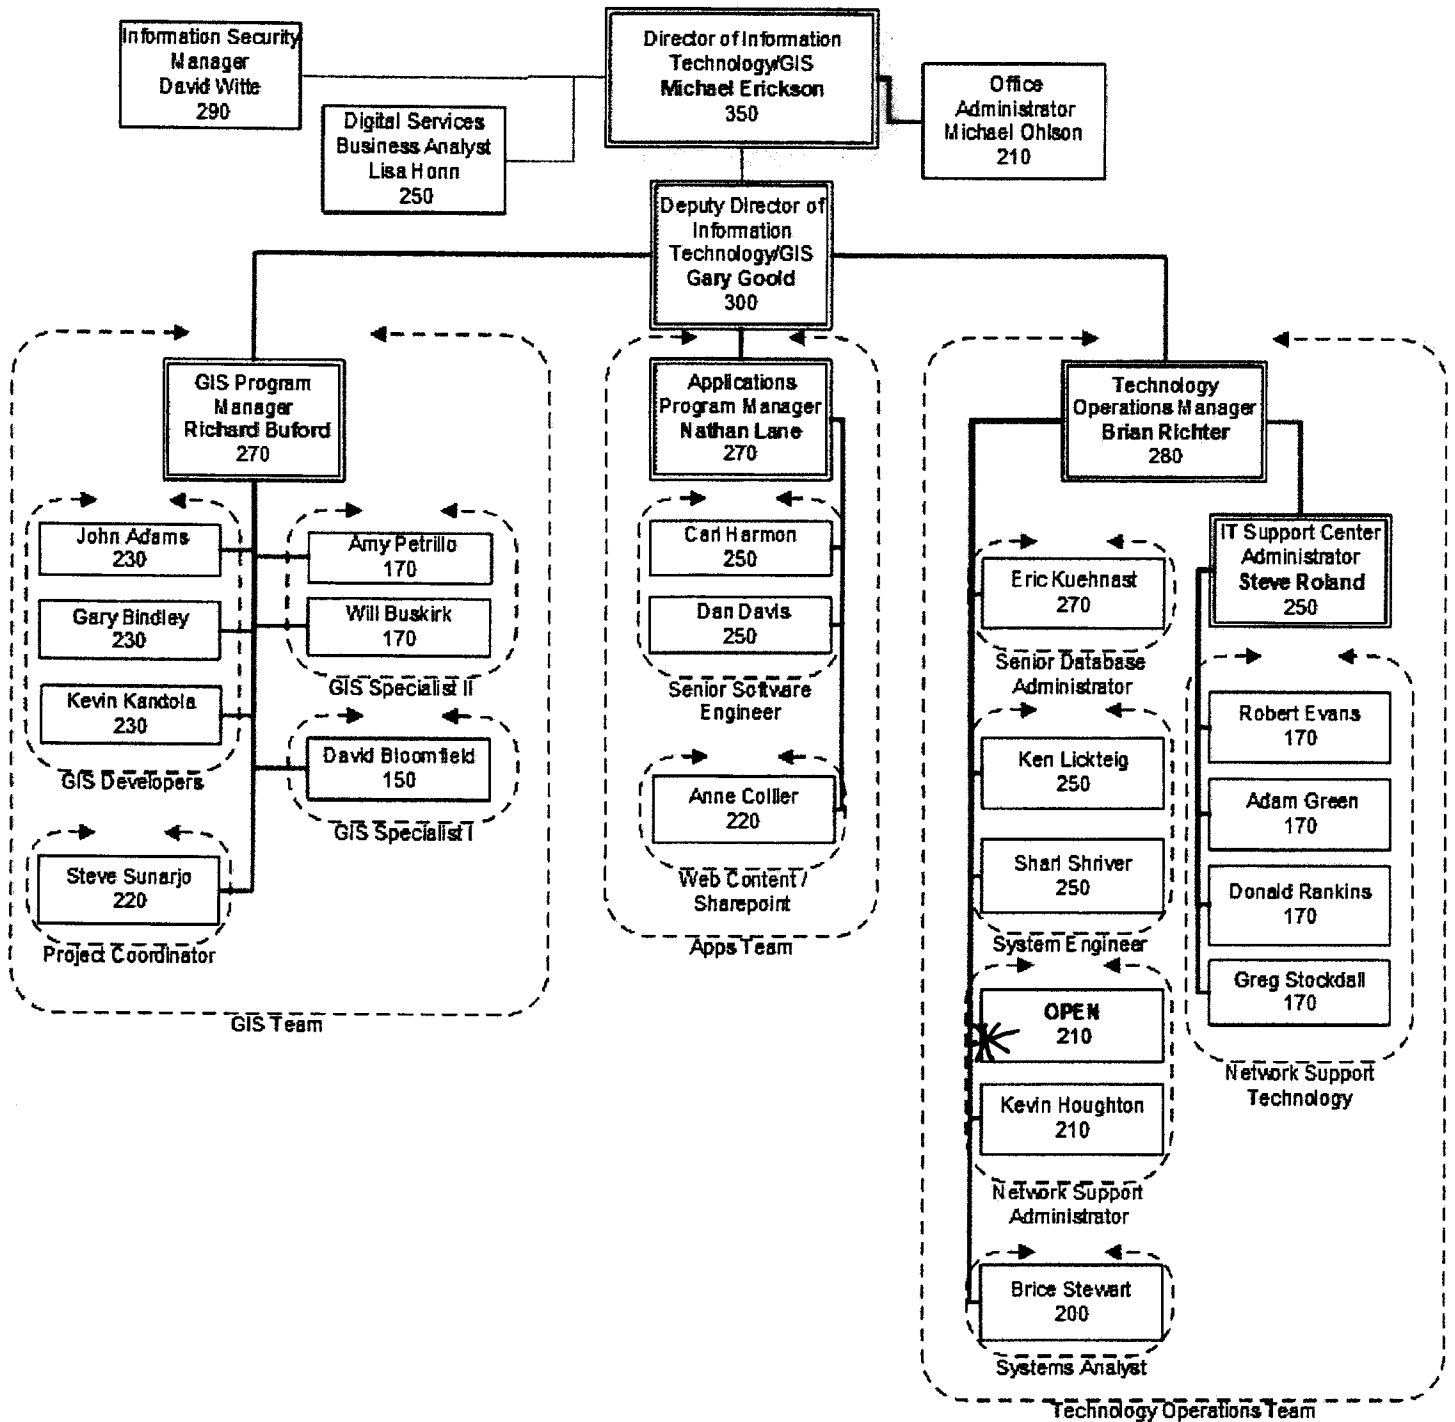 Information Security
Manager
David Witte
290
Digital Services
Business Analyst
Lisa Honn
250
Director of Information
Technology/GIS
Michael Erickson
350
Office
Administrator
Michael Ohlson
210
Deputy Director of
Information
Technology/GIS
Gary Goold
300
GIS Program
Manager
Richard Buford
270
John Adams
230
Gary Bindley
230
Kevin Kandola
230
GIS Developers
Steve Sunarjo
220
Project Coordinator
Amy Petrillo
170
Will Buskirk
170
GIS Specialist II
David Bloomfield
150
GIS Specialist I
GIS Team
Applications
Program Manager
Nathan Lane
270
Carl Harmon
250
Dan Davis
250
Senior Software
Engineer
Anne Collier
220
Web Content /
Sharepoint
Apps Team
Technology
Operations Manager
Brian Richter
280
Eric Kuehnast
270
Senior Database
Administrator
Ken Lickteig
250
Shari Shriver
250
System Engineer
OPEN
210
Kevin Houghton
210
Network Support
Administrator
Brice Stewart
200
Systems Analyst
IT Support Center
Administrator
Steve Roland
250
Robert Evans
170
Adam Green
170
Donald Rankins
170
Greg Stockdall
170
Network Support
Technology
Technology Operations Team